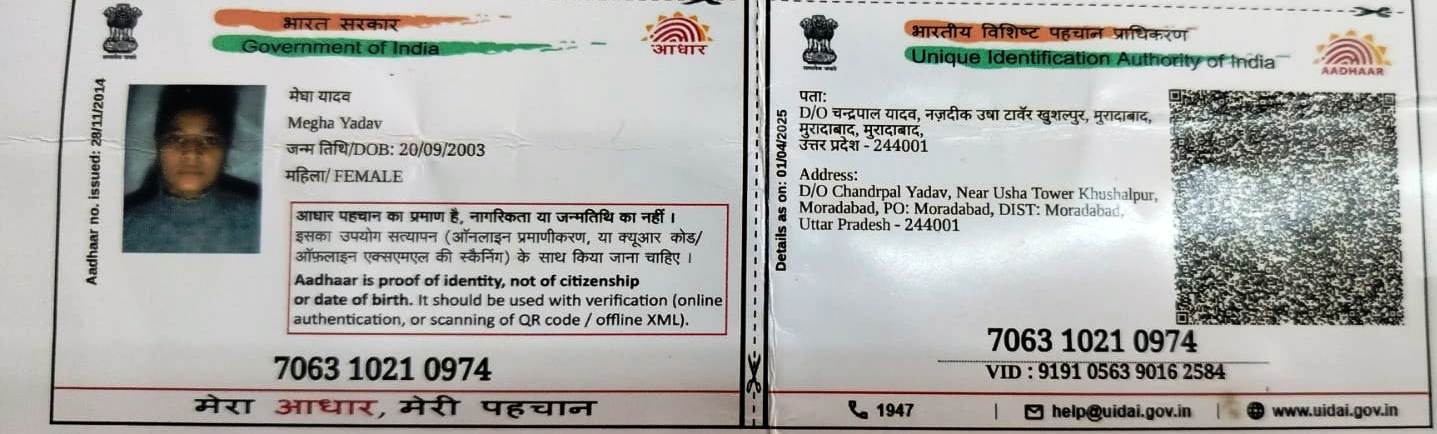 भारत सरकार
Government of India
आधार
Aadhaar no. issued: 28/11/2014
मेघा यादव
Megha Yadav
जन्म तिथि/DOB: 20/09/2003
महिला/ FEMALE
आधार पहचान का प्रमाण है, नागरिकता या जन्मतिथि का नहीं ।
इसका उपयोग सत्यापन (ऑनलाइन प्रमाणीकरण, या क्यूआर कोड/
ऑफ़लाइन एक्सएमएल की स्कैनिंग) के साथ किया जाना चाहिए ।
Aadhaar is proof of identity, not of citizenship
or date of birth. It should be used with verification (online
authentication, or scanning of QR code / offline XML).
7063 1021 0974
मेरा आधार, मेरी पहचान
भारतीय विशिष्ट पहचान प्राधिकरण
Unique Identification Authority of India
AADHAAR
Details as on: 01/04/2025
पता:
D/O चन्द्रपाल यादव, नज़दीक उषा टावॅर खुशल्पुर, मुरादाबाद,
मुरादाबाद, मुरादाबाद,
उत्तर प्रदेश - 244001
Address:
D/O Chandrpal Yadav, Near Usha Tower Khushalpur,
Moradabad, PO: Moradabad, DIST: Moradabad,
Uttar Pradesh - 244001
7063 1021 0974
VID : 9191 0563 9016 2584
1947 | help@uidai.gov.in | www.uidai.gov.in